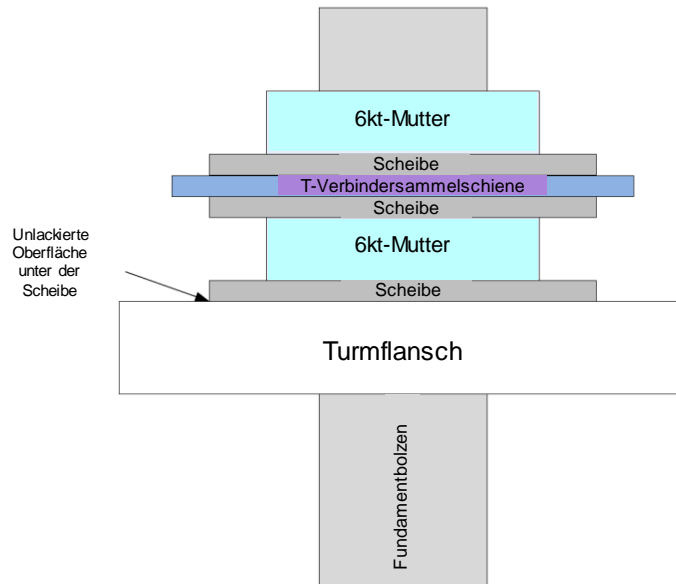 6kt-Mutter
Scheibe
T-Verbindersammelschiene
Scheibe
Unlackierte
Oberfläche
unter der
Scheibe
6kt-Mutter
Scheibe
Turmflansch
Fundamentbolzen